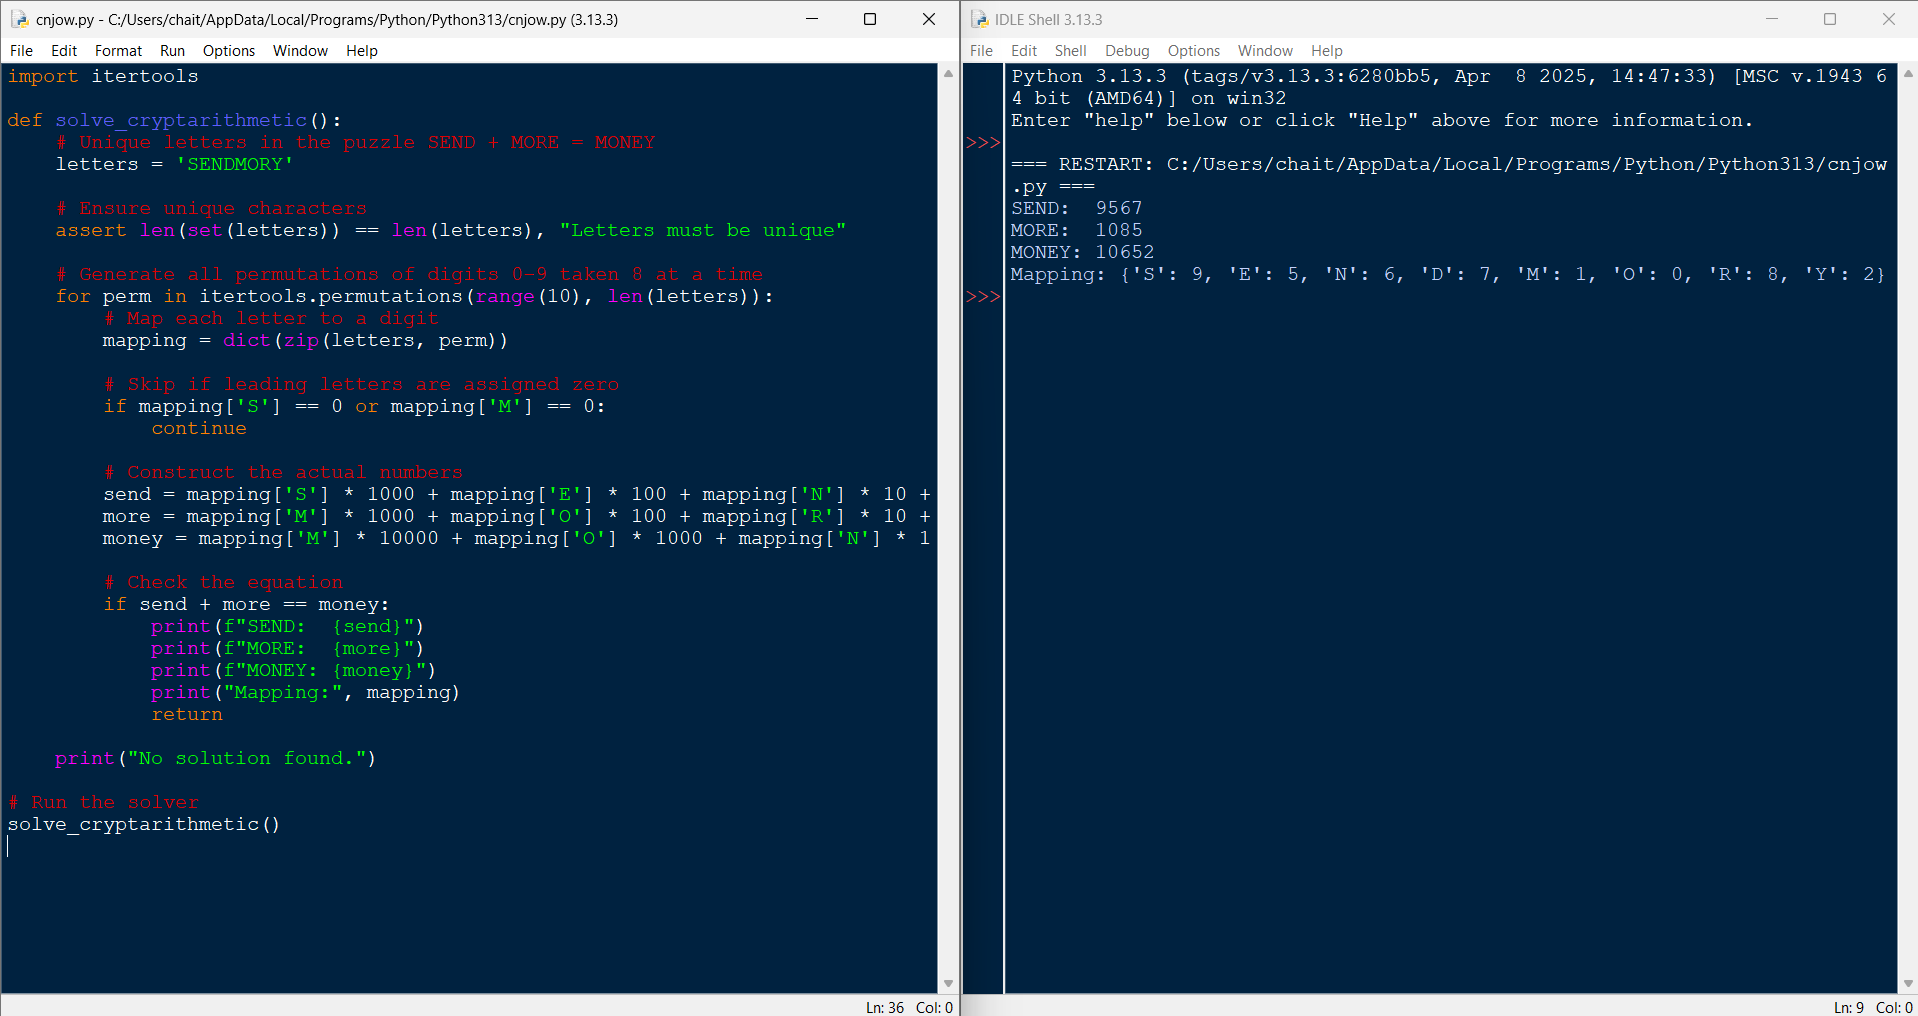 cnjow.py - C:/Users/chait/AppData/Local/Programs/Python/Python313/cnjow.py (3.13.3)
File Edit Format Run Options Window Help
import itertools
def solve_cryptarithmetic():
    # Unique letters in the puzzle SEND + MORE = MONEY
    letters = 'SENDMORY'
    # Ensure unique characters
    assert len(set(letters)) == len(letters), "Letters must be unique"
    # Generate all permutations of digits 0-9 taken 8 at a time
    for perm in itertools.permutations(range(10), len(letters)):
        # Map each letter to a digit
        mapping = dict(zip(letters, perm))
        # Skip if leading letters are assigned zero
        if mapping['S'] == 0 or mapping['M'] == 0:
            continue
        # Construct the actual numbers
        send = mapping['S'] * 1000 + mapping['E'] * 100 + mapping['N'] * 10 +
        more = mapping['M'] * 1000 + mapping['O'] * 100 + mapping['R'] * 10 +
        money = mapping['M'] * 10000 + mapping['O'] * 1000 + mapping['N'] * 1
        # Check the equation
        if send + more == money:
            print(f"SEND:  {send}")
            print(f"MORE:  {more}")
            print(f"MONEY: {money}")
            print("Mapping:", mapping)
            return
    print("No solution found.")
# Run the solver
solve_cryptarithmetic()
Ln: 36 Col: 0
IDLE Shell 3.13.3
File Edit Shell Debug Options Window Help
Python 3.13.3 (tags/v3.13.3:6280bb5, Apr  8 2025, 14:47:33) [MSC v.1943 6
4 bit (AMD64)] on win32
Enter "help" below or click "Help" above for more information.
>>>
=== RESTART: C:/Users/chait/AppData/Local/Programs/Python/Python313/cnjow
.py ===
SEND:  9567
MORE:  1085
MONEY: 10652
Mapping: {'S': 9, 'E': 5, 'N': 6, 'D': 7, 'M': 1, 'O': 0, 'R': 8, 'Y': 2}
>>>
Ln: 9 Col: 0